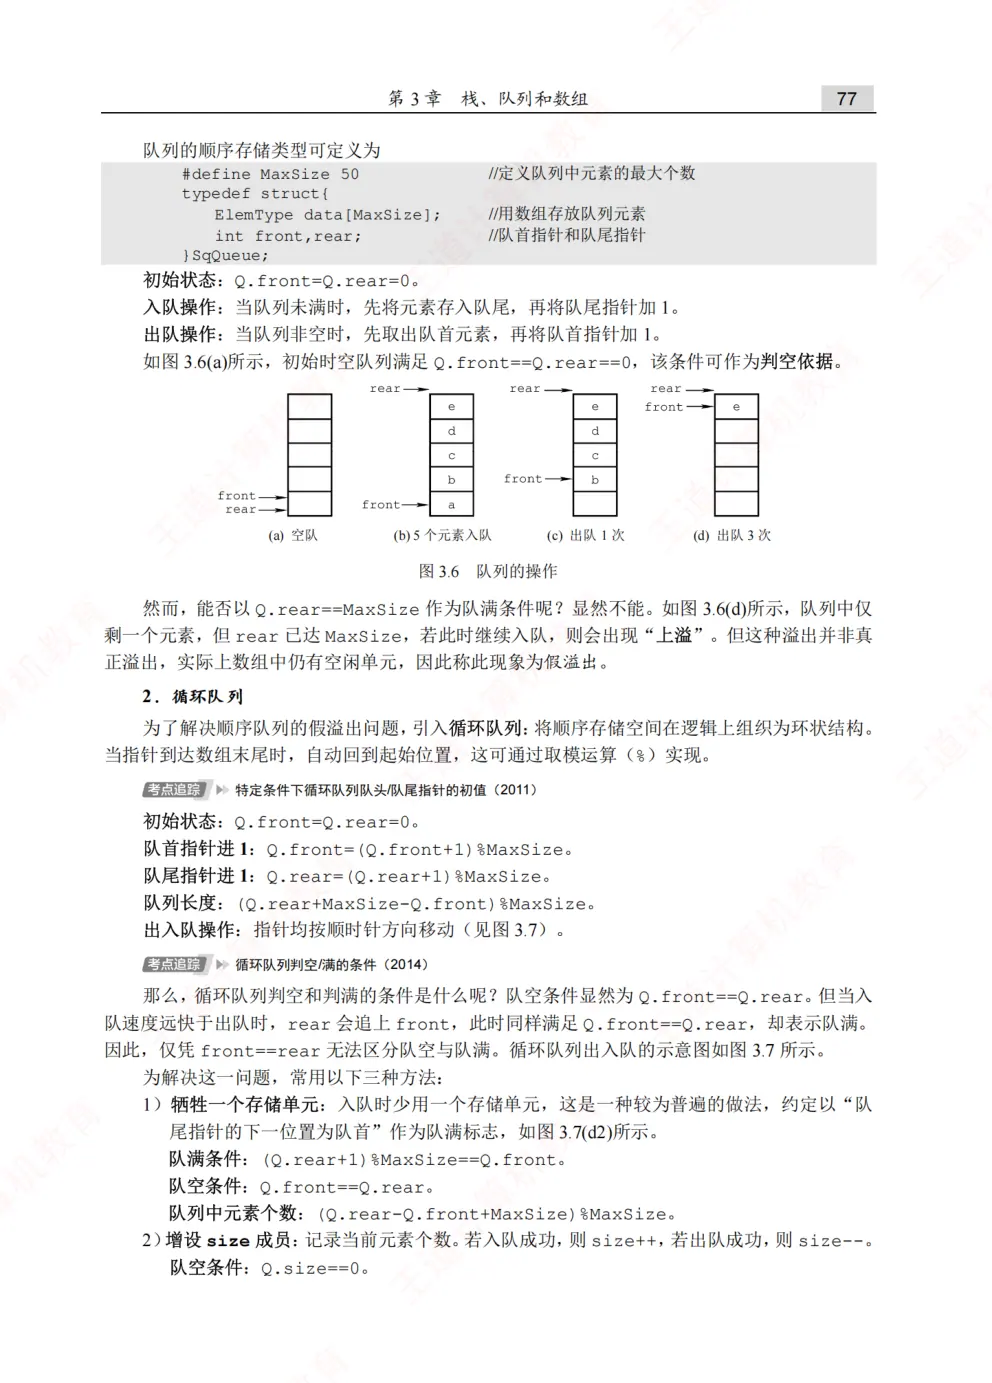 第 3 章 栈、队列和数组 77
队列的顺序存储类型可定义为
#define MaxSize 50 //定义队列中元素的最大个数
typedef struct{
ElemType data[MaxSize]; //用数组存放队列元素
int front,rear; //队首指针和队尾指针
}SqQueue;
初始状态：Q.front=Q.rear=0。
入队操作：当队列未满时，先将元素存入队尾，再将队尾指针加 1。
出队操作：当队列非空时，先取出队首元素，再将队首指针加 1。
如图 3.6(a)所示，初始时空队列满足 Q.front==Q.rear==0，该条件可作为判空依据。
rear rear rear
e e front e
d d
c c
b front b
front
rear front a
(a) 空队 (b) 5 个元素入队 (c) 出队 1 次 (d) 出队 3 次
图 3.6 队列的操作
然而，能否以 Q.rear==MaxSize 作为队满条件呢？显然不能。如图 3.6(d)所示，队列中仅
剩一个元素，但 rear 已达 MaxSize，若此时继续入队，则会出现“上溢”。但这种溢出并非真
正溢出，实际上数组中仍有空闲单元，因此称此现象为假溢出。
2．循环队列
为了解决顺序队列的假溢出问题，引入循环队列：将顺序存储空间在逻辑上组织为环状结构。
当指针到达数组末尾时，自动回到起始位置，这可通过取模运算（%）实现。
考点追踪 特定条件下循环队列队头/队尾指针的初值（2011）
初始状态：Q.front=Q.rear=0。
队首指针进 1：Q.front=(Q.front+1)%MaxSize。
队尾指针进 1：Q.rear=(Q.rear+1)%MaxSize。
队列长度：(Q.rear+MaxSize-Q.front)%MaxSize。
出入队操作：指针均按顺时针方向移动（见图 3.7）。
考点追踪 循环队列判空/满的条件（2014）
那么，循环队列判空和判满的条件是什么呢？队空条件显然为 Q.front==Q.rear。但当入
队速度远快于出队时，rear 会追上 front，此时同样满足 Q.front==Q.rear，却表示队满。
因此，仅凭 front==rear 无法区分队空与队满。循环队列出入队的示意图如图 3.7 所示。
为解决这一问题，常用以下三种方法：
1）牺牲一个存储单元：入队时少用一个存储单元，这是一种较为普遍的做法，约定以“队
尾指针的下一位置为队首”作为队满标志，如图 3.7(d2)所示。
队满条件：(Q.rear+1)%MaxSize==Q.front。
队空条件：Q.front==Q.rear。
队列中元素个数：(Q.rear-Q.front+MaxSize)%MaxSize。
2）增设 size 成员：记录当前元素个数。若入队成功，则 size++，若出队成功，则 size--。
队空条件：Q.size==0。